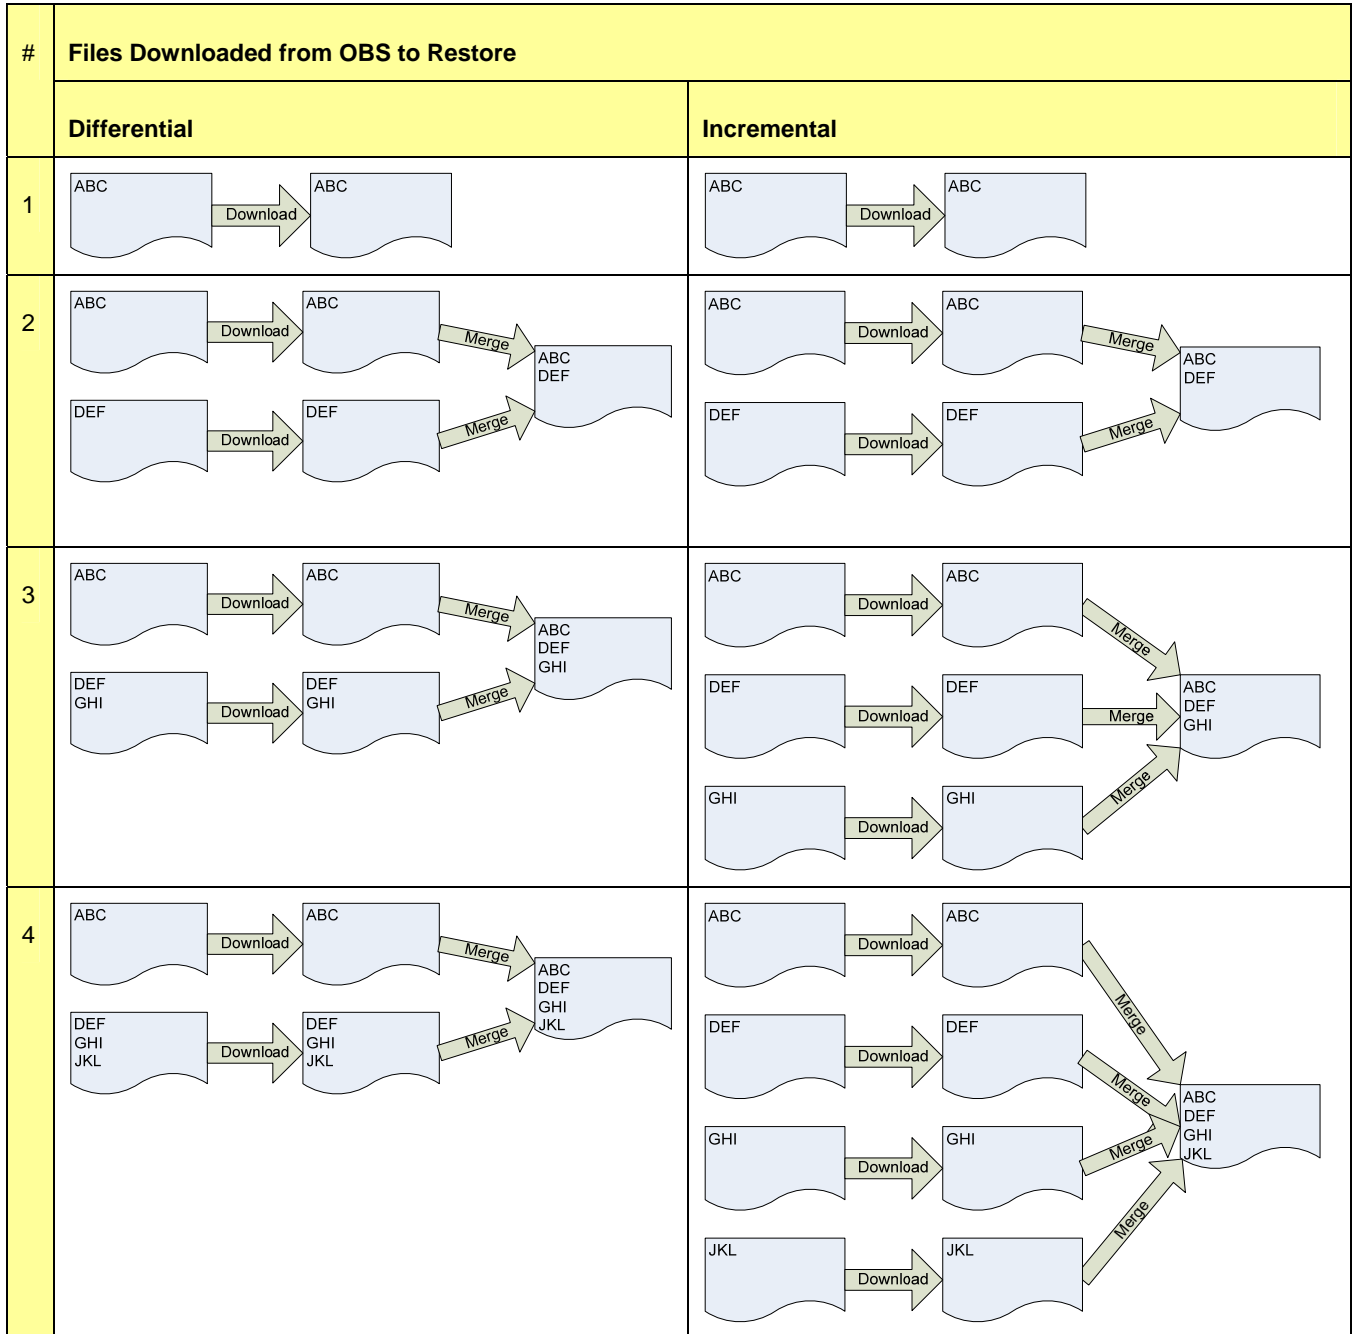 # Files Downloaded from OBS to Restore
Differential Incremental
1
ABC Download ABC
ABC Download ABC
2
ABC Download ABC Merge
DEF Download DEF Merge
ABC
DEF
ABC Download ABC Merge
DEF Download DEF Merge
ABC
DEF
3
ABC Download ABC Merge
DEF
GHI
Download
DEF
GHI
Merge
ABC
DEF
GHI
ABC Download ABC Merge
DEF Download DEF Merge
GHI Download GHI Merge
ABC
DEF
GHI
4
ABC Download ABC Merge
DEF
GHI
JKL
Download
DEF
GHI
JKL
Merge
ABC
DEF
GHI
JKL
ABC Download ABC Merge
DEF Download DEF Merge
GHI Download GHI Merge
JKL Download JKL Merge
ABC
DEF
GHI
JKL